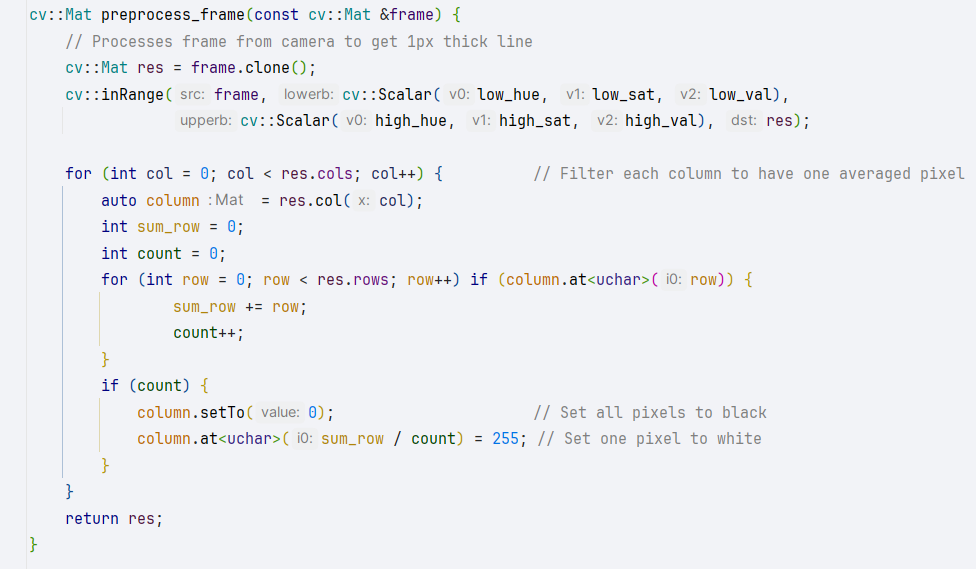 cv::Mat preprocess_frame(const cv::Mat &frame) {
    // Processes frame from camera to get 1px thick line
    cv::Mat res = frame.clone();
    cv::inRange( src: frame, lowerb: cv::Scalar( v0: low_hue, v1: low_sat, v2: low_val),
                 upperb: cv::Scalar( v0: high_hue, v1: high_sat, v2: high_val), dst: res);
    for (int col = 0; col < res.cols; col++) {          // Filter each column to have one averaged pixel
        auto column : Mat = res.col( x: col);
        int sum_row = 0;
        int count = 0;
        for (int row = 0; row < res.rows; row++) if (column.at<uchar>( i0: row)) {
                sum_row += row;
                count++;
        }
        if (count) {
            column.setTo( value: 0);                      // Set all pixels to black
            column.at<uchar>( i0: sum_row / count) = 255; // Set one pixel to white
        }
    }
    return res;
}